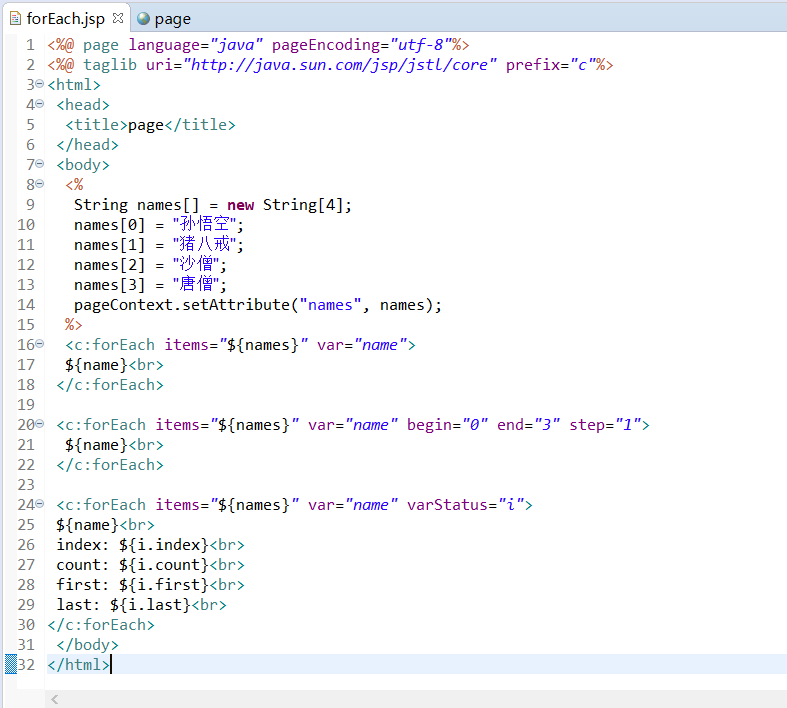 forEach.jsp page
1 <%@ page language="java" pageEncoding="utf-8"%>
2 <%@ taglib uri="http://java.sun.com/jsp/jstl/core" prefix="c"%>
3 <html>
4 <head>
5 <title>page</title>
6 </head>
7 <body>
8 <%
9 String names[] = new String[4];
10 names[0] = "孙悟空";
11 names[1] = "猪八戒";
12 names[2] = "沙僧";
13 names[3] = "唐僧";
14 pageContext.setAttribute("names", names);
15 %>
16 <c:forEach items="${names}" var="name">
17 ${name}<br>
18 </c:forEach>
19
20 <c:forEach items="${names}" var="name" begin="0" end="3" step="1">
21 ${name}<br>
22 </c:forEach>
23
24 <c:forEach items="${names}" var="name" varStatus="i">
25 ${name}<br>
26 index: ${i.index}<br>
27 count: ${i.count}<br>
28 first: ${i.first}<br>
29 last: ${i.last}<br>
30 </c:forEach>
31 </body>
32 </html>